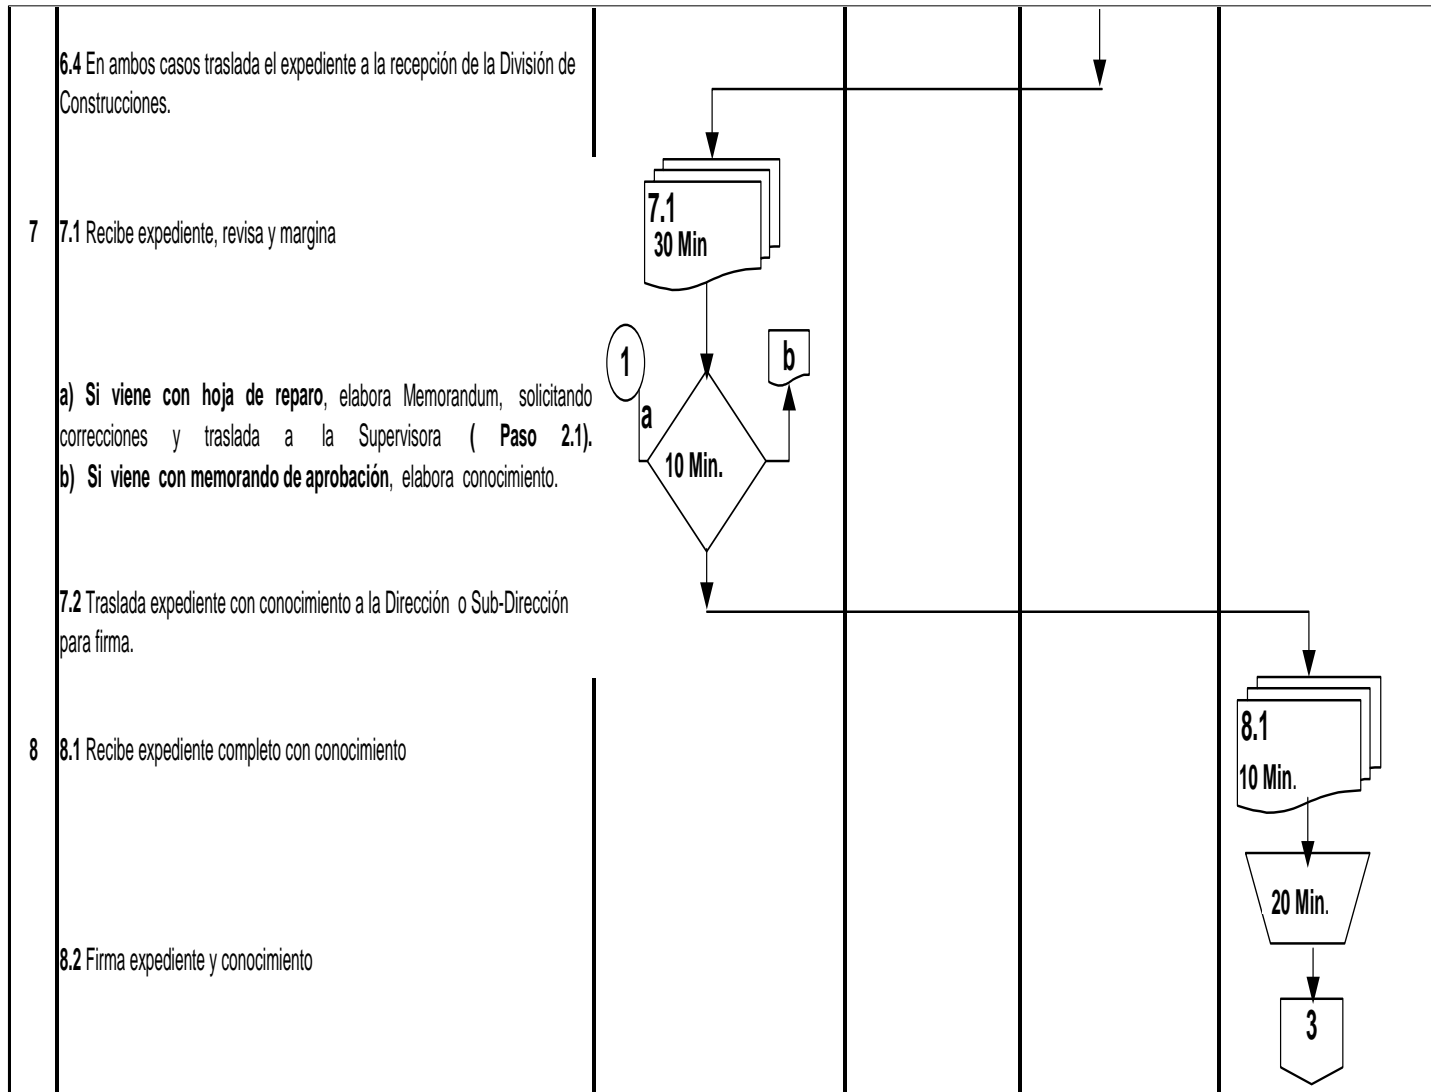 6.4 En ambos casos traslada el expediente a la recepción de la División de
Construcciones.
7.1
30 Min
7 7.1 Recibe expediente, revisa y margina
1
b
a) Si viene con hoja de reparo, elabora Memorandum, solicitando
correcciones y traslada a la Supervisora ( Paso 2.1).
b) Si viene con memorando de aprobación, elabora conocimiento.
a
10 Min.
7.2 Traslada expediente con conocimiento a la Dirección o Sub-Dirección
para firma.
8 8.1 Recibe expediente completo con conocimiento
8.1
10 Min.
20 Min.
8.2 Firma expediente y conocimiento
3